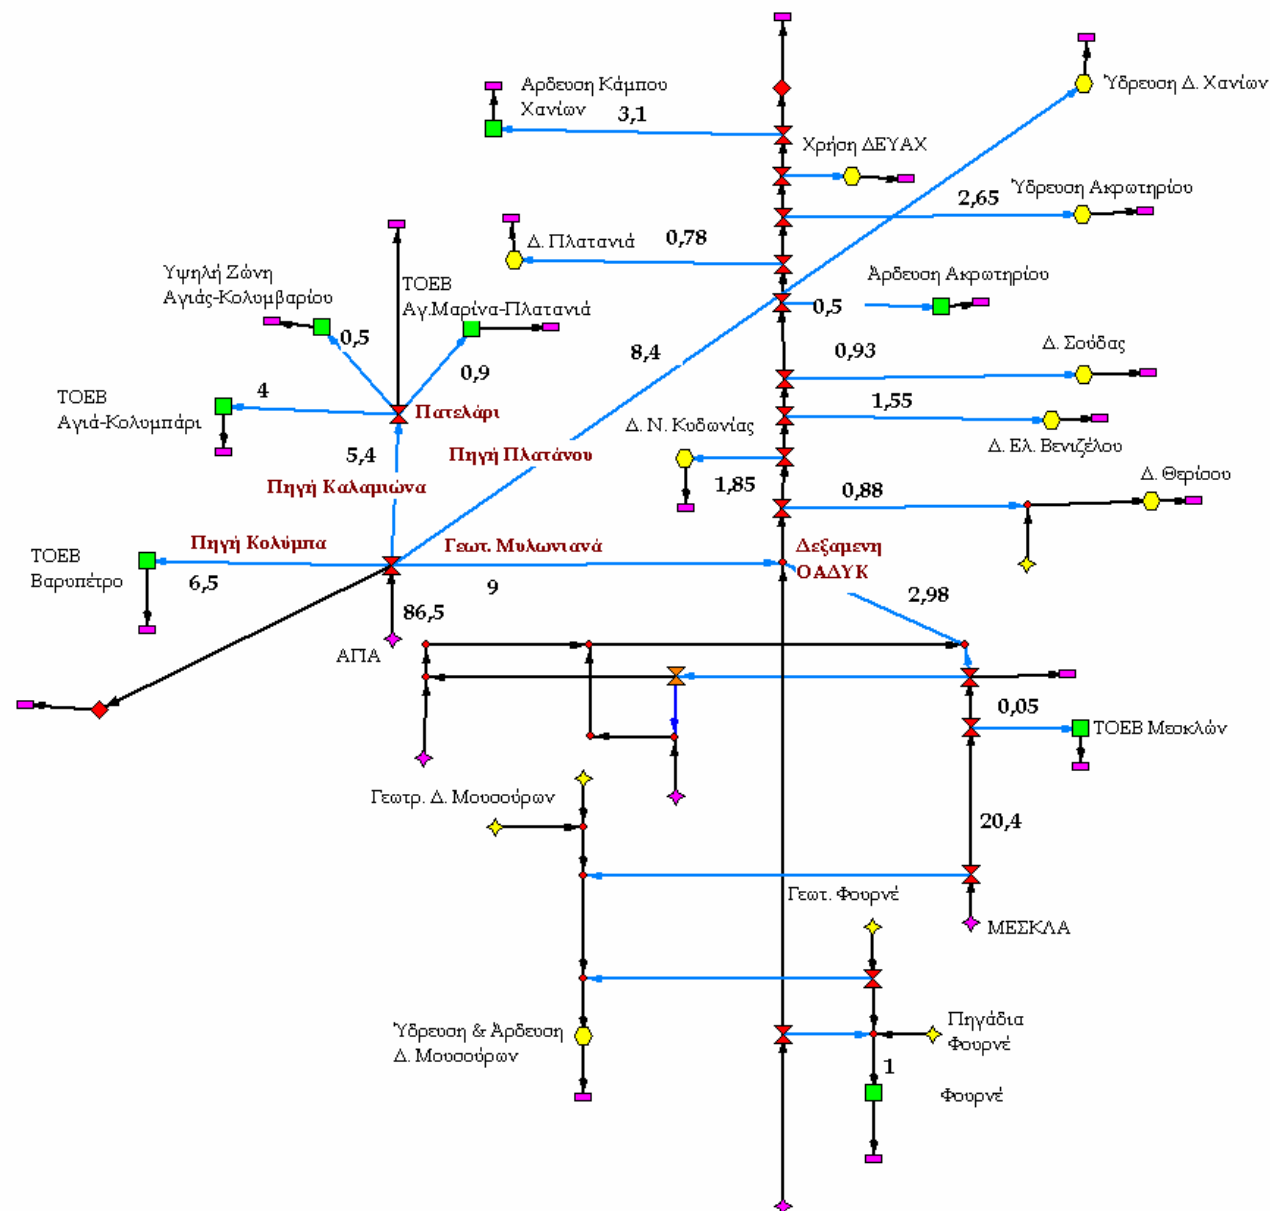 Αρδευση Κάμπου
Χανίων
3,1
Ύδρευση Δ. Χανίων
Χρήση ΔΕΥΑΧ
Ύδρευση Ακρωτηρίου
2,65
Δ. Πλατανιά
0,78
Υψηλή Ζώνη
Αγιάς-Κολυμβαρίου
ΤΟΕΒ
Αγ.Μαρίνα-Πλατανιά
Άρδευση Ακρωτηρίου
0,5
0,5
8,4
0,93
Δ. Σούδας
0,9
ΤΟΕΒ
Αγιά-Κολυμπάρι
4
Πατελάρι
1,55
Δ. Ν. Κυδωνίας
Δ. Ελ. Βενιζέλου
5,4
Πηγή Πλατάνου
Πηγή Καλαμιώνα
1,85
0,88
Δ. Θερίσου
ΤΟΕΒ
Βαρυπέτρο
Πηγή Κολύμπα
Γεωτ. Μυλωνιανά
Δεξαμενη
ΟΑΔΥΚ
6,5
9
2,98
86,5
ΑΓΙΑ
0,05
ΤΟΕΒ Μεσκλών
Γεωτρ. Δ. Μουσούρων
20,4
Γεωτ. Φουρνέ
ΜΕΣΚΛΑ
Ύδρευση & Άρδευση
Δ. Μουσούρων
Πηγάδια
Φουρνέ
1
Φουρνέ